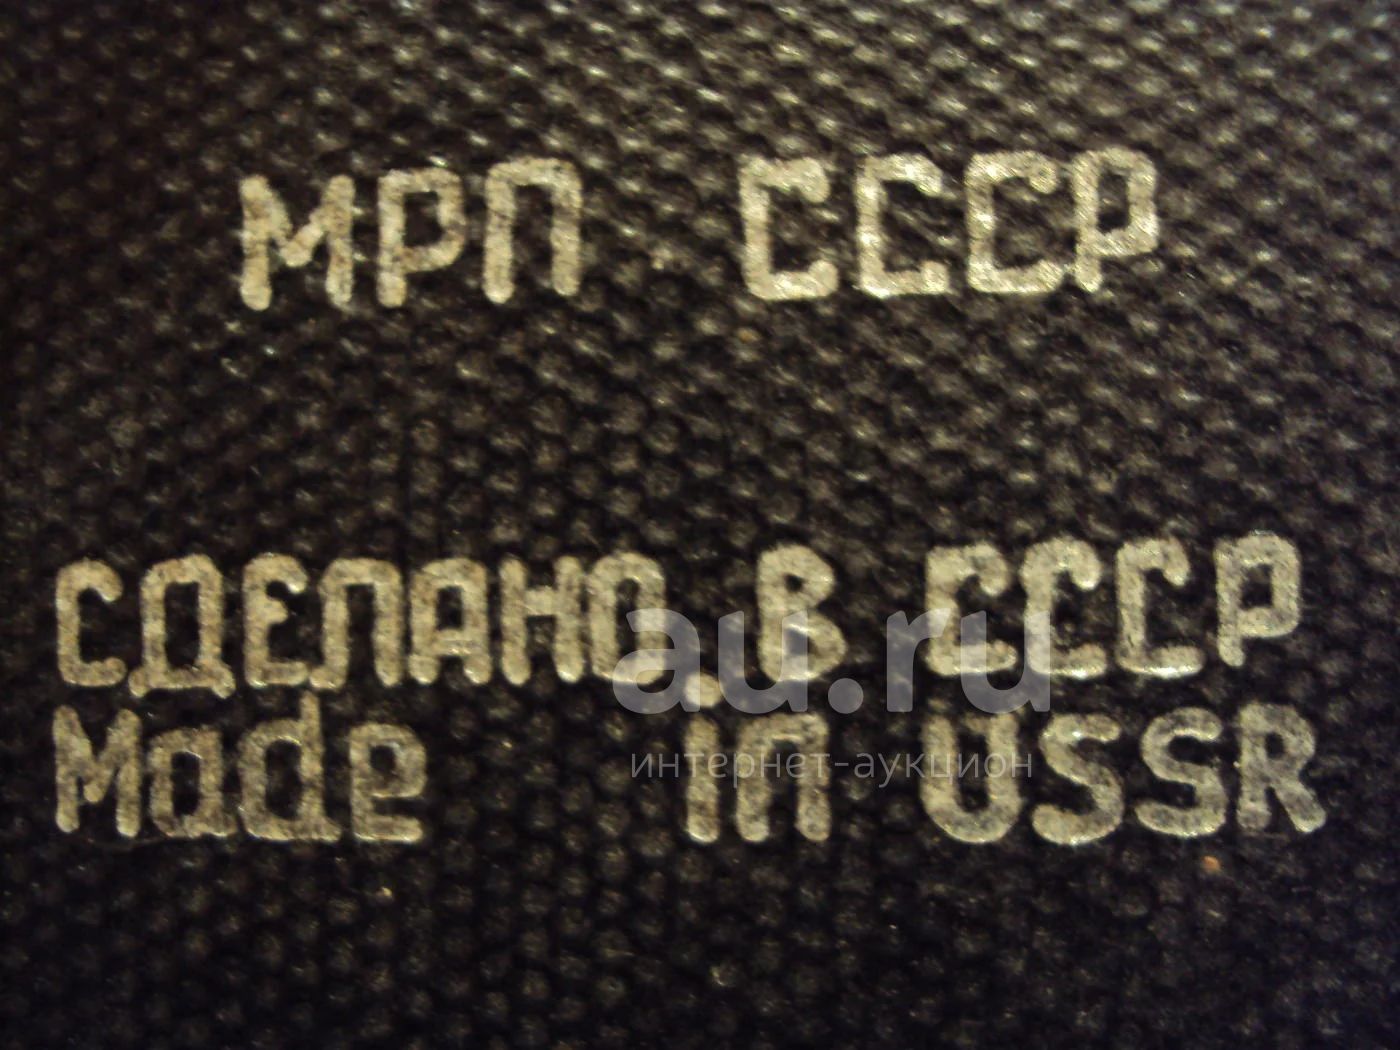 МРП СССР
СДЕЛАНО В СССР
Made in USSR
au.ru
интернет-аукцион